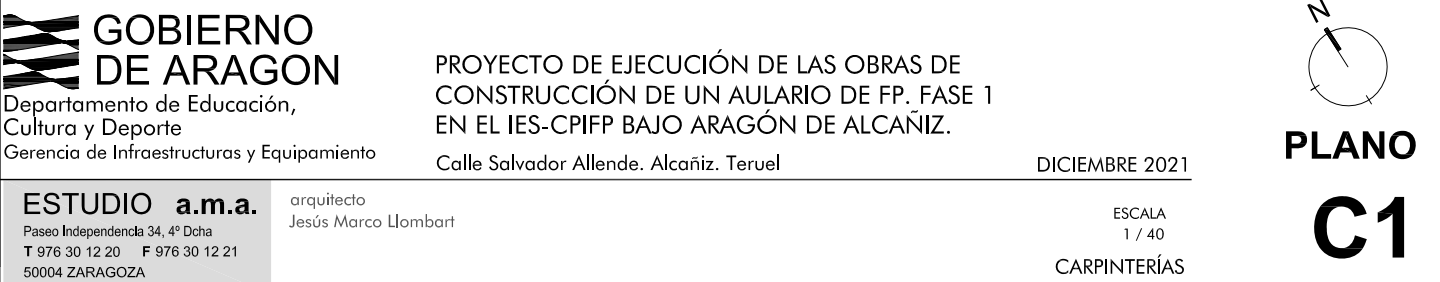 GOBIERNO
DE ARAGON
Departamento de Educación,
Cultura y Deporte
Gerencia de Infraestructuras y Equipamiento
PROYECTO DE EJECUCIÓN DE LAS OBRAS DE
CONSTRUCCIÓN DE UN AULARIO DE FP. FASE 1
EN EL IES-CPIFP BAJO ARAGÓN DE ALCAÑIZ.
Calle Salvador Allende. Alcañiz. Teruel
DICIEMBRE 2021
N
PLANO
C1
ESTUDIO a.m.a.
Paseo Independencia 34, 4º Dcha
T 976 30 12 20 F 976 30 12 21
50004 ZARAGOZA
arquitecto
Jesús Marco Llombart
ESCALA
1 / 40
CARPINTERÍAS